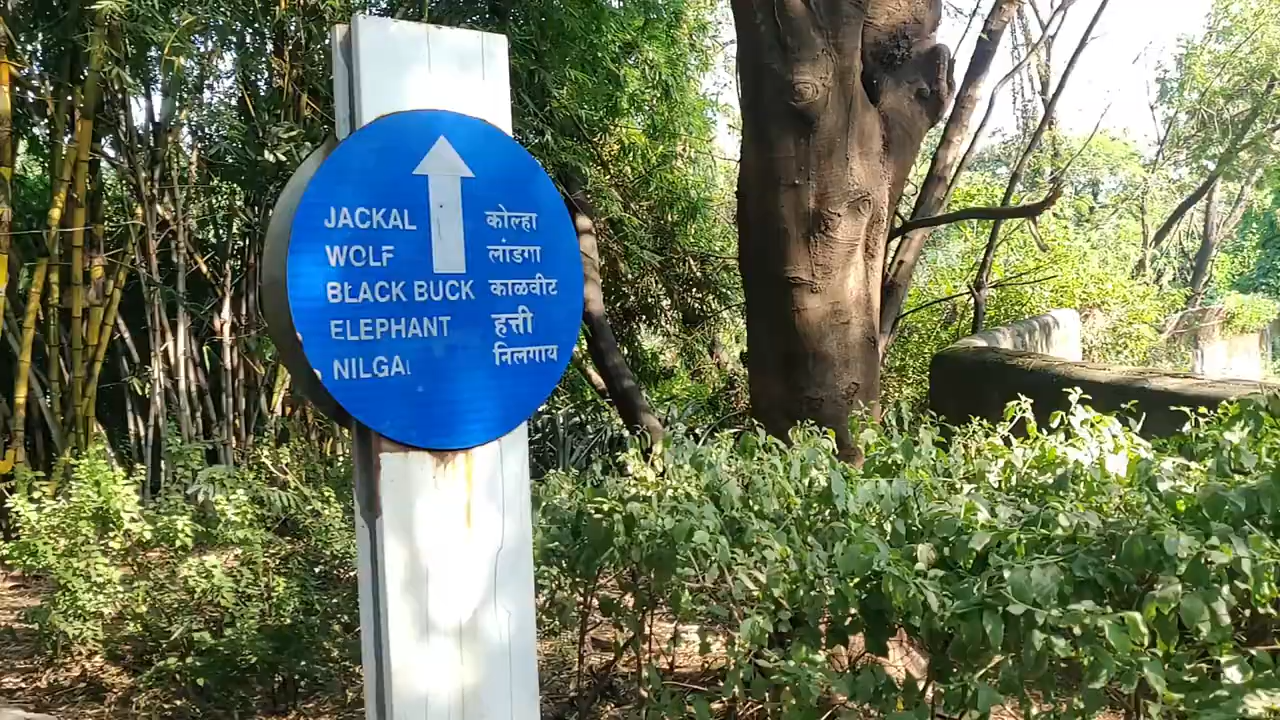 JACKAL कोल्हा
WOLF लांडगा
BLACK BUCK काळवीट
ELEPHANT हत्ती
NILGAI निलगाय